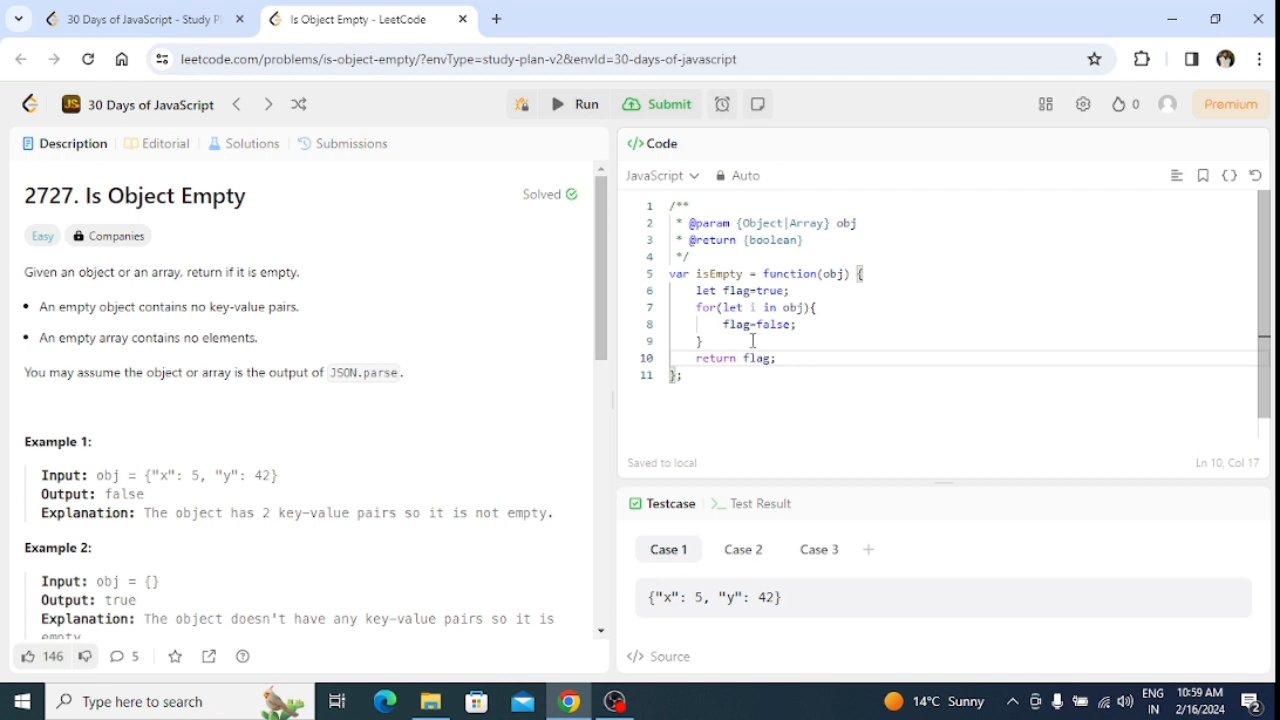 30 Days of JavaScript - Study Pl
Is Object Empty - LeetCode
leetcode.com/problems/is-object-empty/?envType=study-plan-v2&envId=30-days-of-javascript
JS 30 Days of JavaScript
Run
Submit
0
Premium
Description
Editorial
Solutions
Submissions
2727. Is Object Empty
Solved
Easy
Companies
Given an object or an array, return if it is empty.
• An empty object contains no key-value pairs.
• An empty array contains no elements.
You may assume the object or array is the output of JSON.parse.
Example 1:
Input: obj = {"x": 5, "y": 42}
Output: false
Explanation: The object has 2 key-value pairs so it is not empty.
Example 2:
Input: obj = {}
Output: true
Explanation: The object doesn't have any key-value pairs so it is
empty
146
5
</> Code
JavaScript
Auto
1 /**
2 * @param {Object|Array} obj
3 * @return {boolean}
4 */
5 var isEmpty = function(obj) {
6 let flag=true;
7 for(let i in obj){
8 flag=false;
9 }
10 return flag;
11 };
Saved to local
Ln 10, Col 17
Testcase
>_ Test Result
Case 1
Case 2
Case 3
+
{"x": 5, "y": 42}
</> Source
Type here to search
14°C Sunny
ENG
IN
10:59 AM
2/16/2024
2